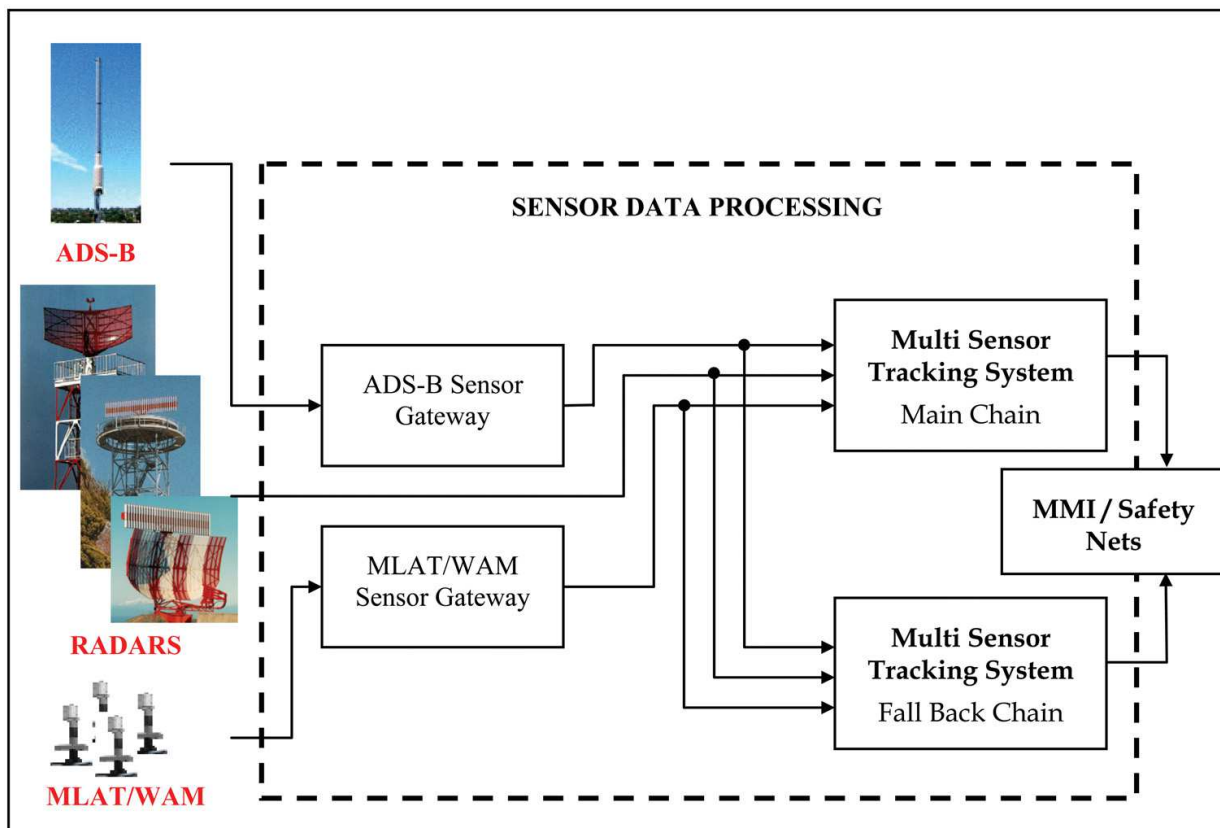 SENSOR DATA PROCESSING
ADS-B
RADARS
MLAT/WAM
ADS-B Sensor
Gateway
MLAT/WAM
Sensor Gateway
Multi Sensor
Tracking System
Main Chain
MMI / Safety
Nets
Multi Sensor
Tracking System
Fall Back Chain